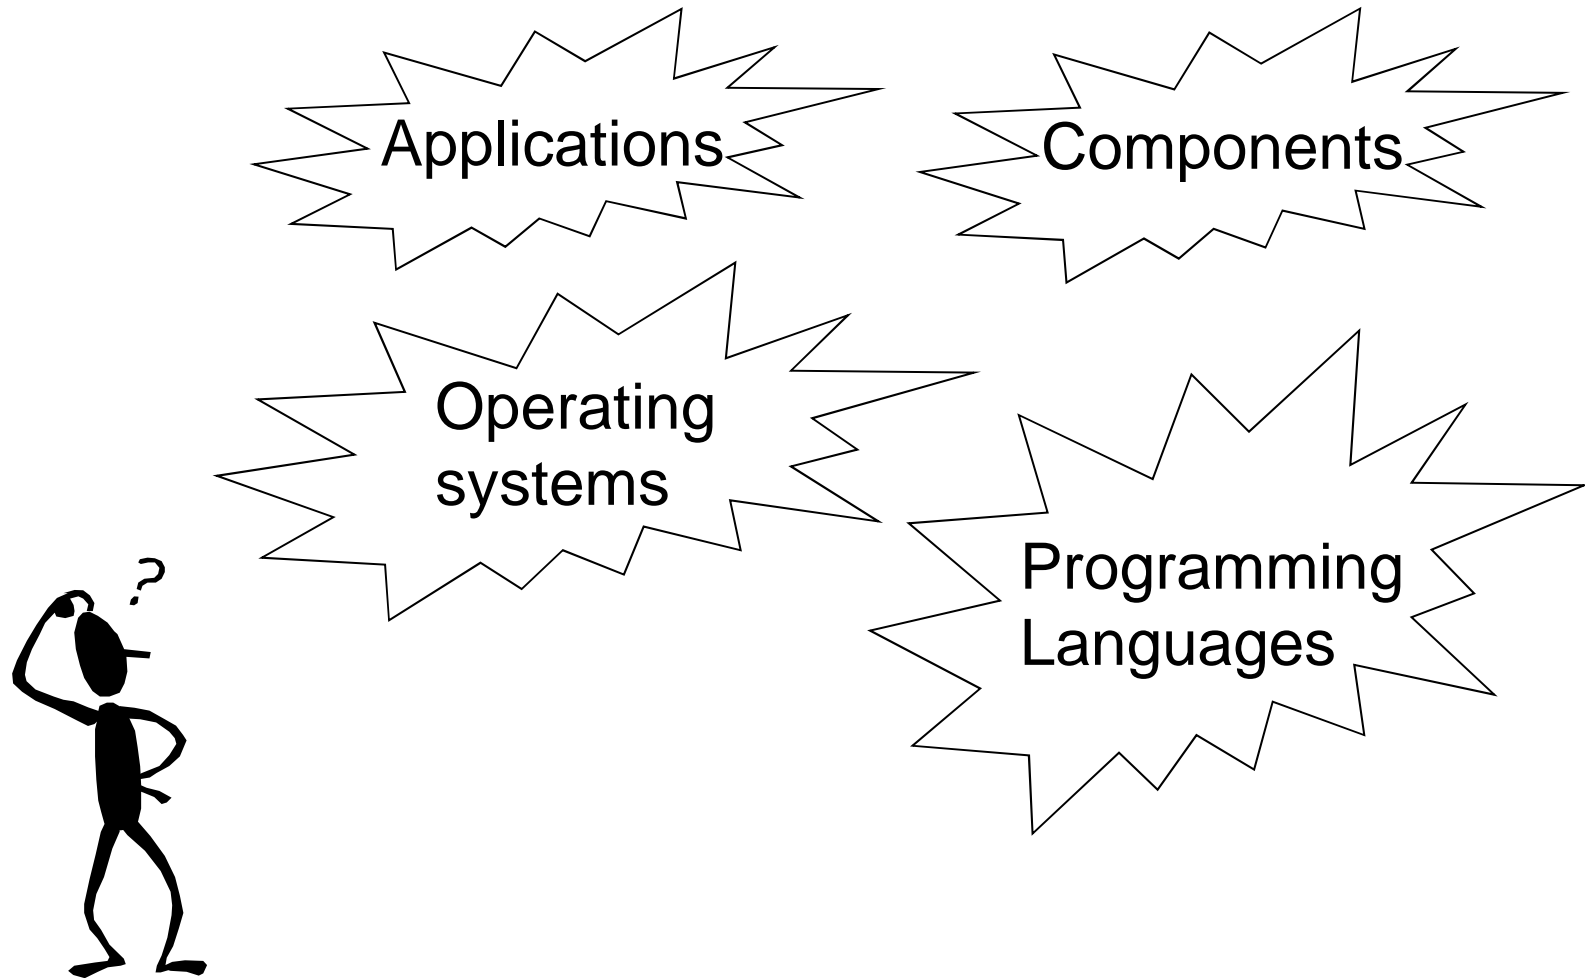 Applications
Components
Operating
systems
Programming
Languages
?